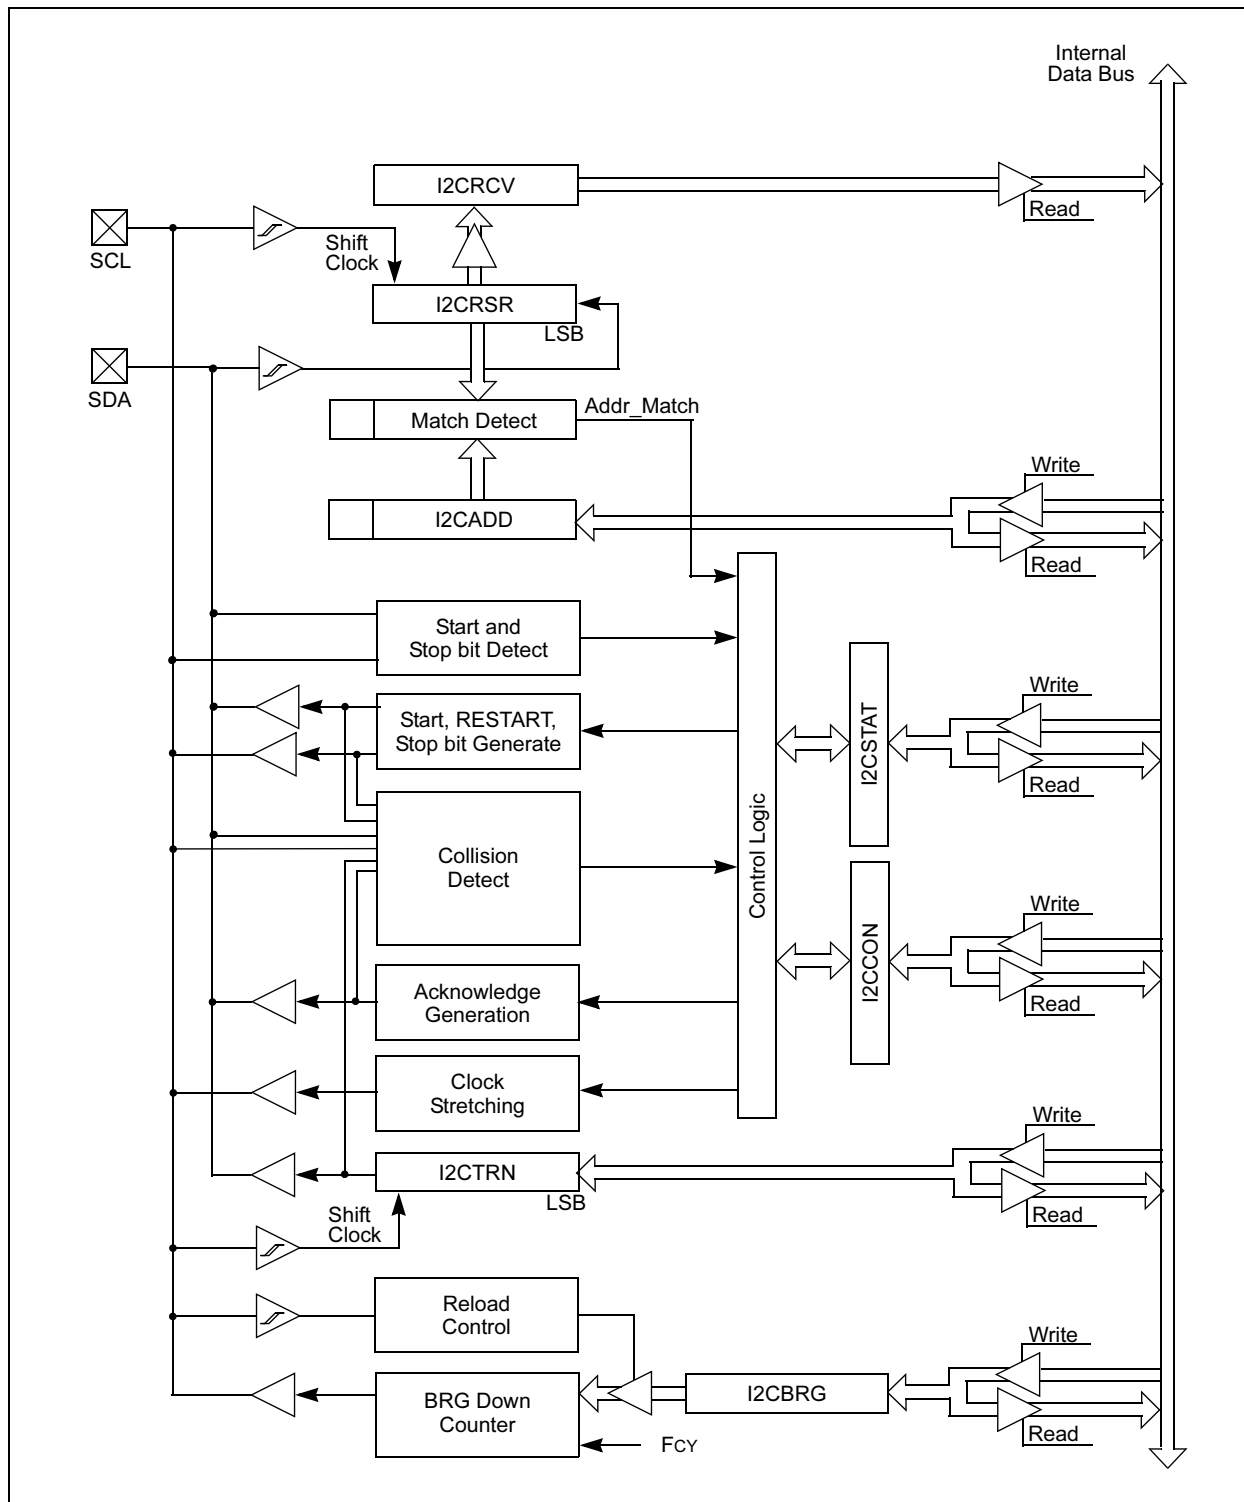 Internal
Data Bus
I2CRCV
Read
SCL
Shift
Clock
I2CRSR
LSB
SDA
Match Detect
Addr_Match
Write
I2CADD
Read
Start and
Stop bit Detect
Start, RESTART,
Stop bit Generate
Write
I2CSTAT
Read
Control Logic
Collision
Detect
Write
I2CCON
Read
Acknowledge
Generation
Clock
Stretching
Write
I2CTRN
LSB
Read
Shift
Clock
Reload
Control
Write
BRG Down
Counter
I2CBRG
Read
FCY